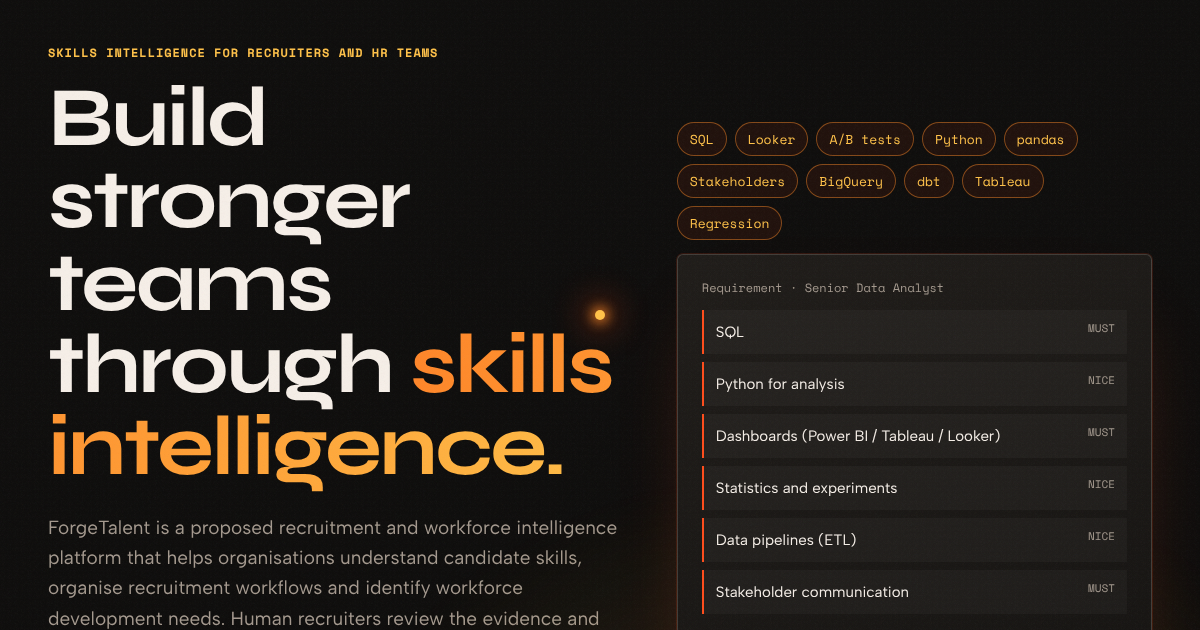 SKILLS INTELLIGENCE FOR RECRUITERS AND HR TEAMS
Build
stronger
teams
through skills
intelligence.
ForgeTalent is a proposed recruitment and workforce intelligence
platform that helps organisations understand candidate skills,
organise recruitment workflows and identify workforce
development needs. Human recruiters review the evidence and
SQL Looker A/B tests Python pandas
Stakeholders BigQuery dbt Tableau
Regression
Requirement · Senior Data Analyst
SQL MUST
Python for analysis NICE
Dashboards (Power BI / Tableau / Looker) MUST
Statistics and experiments NICE
Data pipelines (ETL) NICE
Stakeholder communication MUST